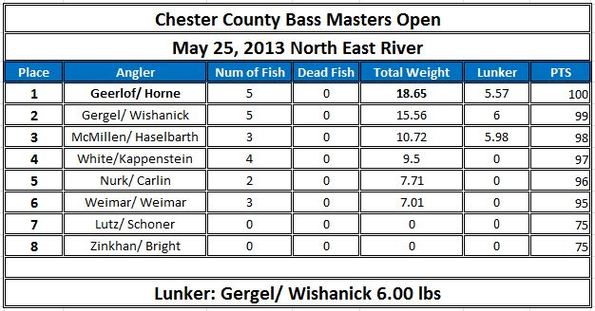 Chester County Bass Masters Open
May 25, 2013 North East River
Place Angler Num of Fish Dead Fish Total Weight Lunker PTS
1 Geerlof/ Horne 5 0 18.65 5.57 100
2 Gergel/ Wishanick 5 0 15.56 6 99
3 McMillen/ Haselbarth 3 0 10.72 5.98 98
4 White/Kappenstein 4 0 9.5 0 97
5 Nurk/ Carlin 2 0 7.71 0 96
6 Weimar/ Weimar 3 0 7.01 0 95
7 Lutz/ Schoner 0 0 0 0 75
8 Zinkhan/ Bright 0 0 0 0 75
Lunker: Gergel/ Wishanick 6.00 lbs